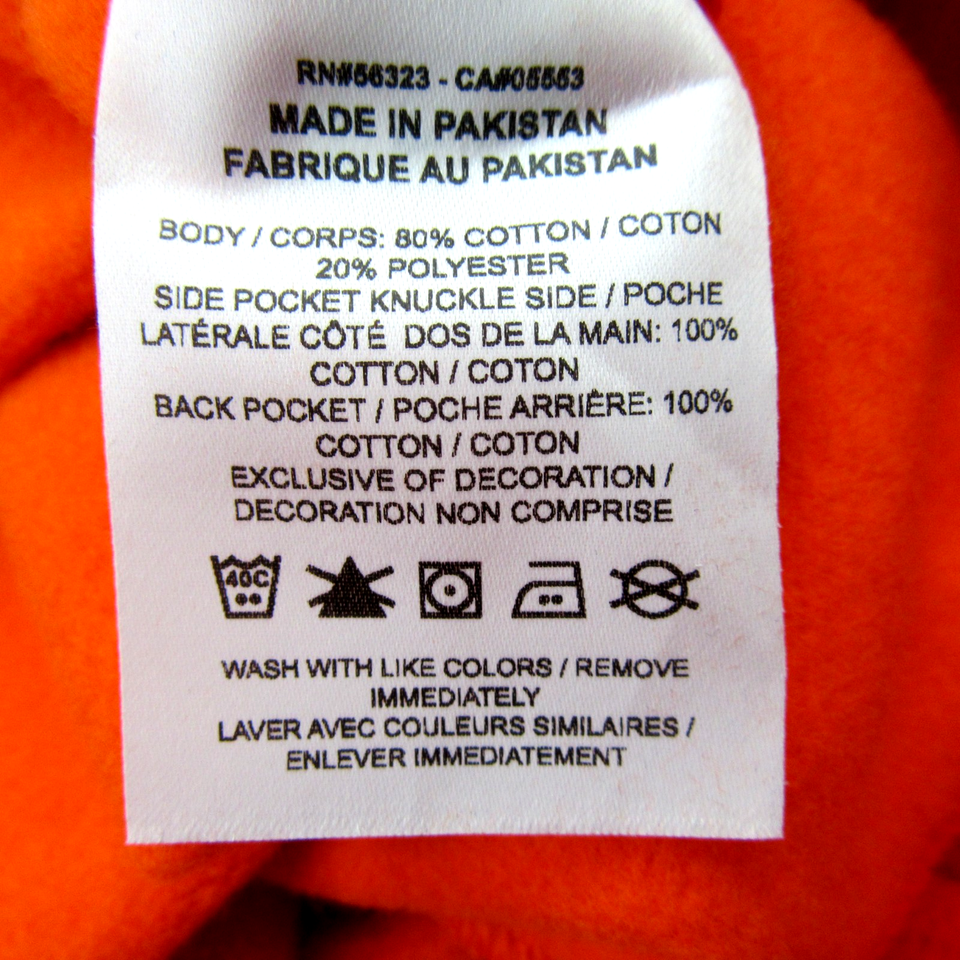 RN#56323 - CA#05553
MADE IN PAKISTAN
FABRIQUE AU PAKISTAN
BODY / CORPS: 80% COTTON / COTON
20% POLYESTER
SIDE POCKET KNUCKLE SIDE / POCHE
LATÉRALE CÔTÉ DOS DE LA MAIN: 100%
COTTON / COTON
BACK POCKET / POCHE ARRIÈRE: 100%
COTTON / COTON
EXCLUSIVE OF DECORATION /
DECORATION NON COMPRISE
40C
WASH WITH LIKE COLORS / REMOVE
IMMEDIATELY
LAVER AVEC COULEURS SIMILAIRES /
ENLEVER IMMEDIATEMENT